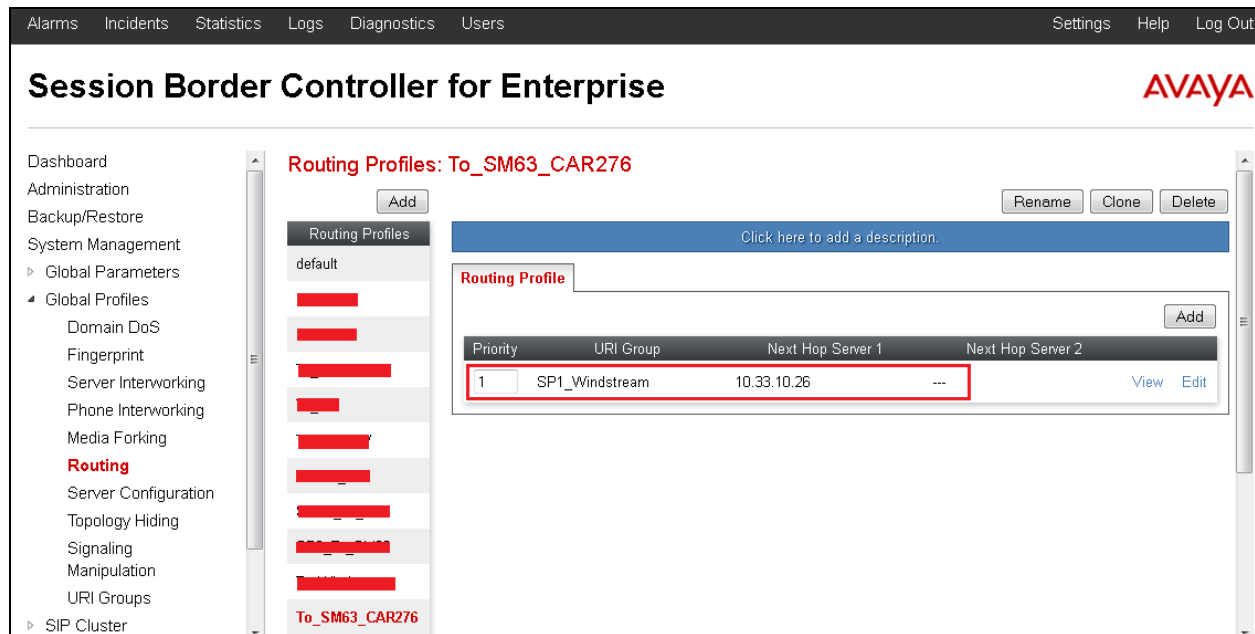 Alarms Incidents Statistics Logs Diagnostics Users Settings Help Log Out
Session Border Controller for Enterprise
AVAYA
Dashboard
Administration
Backup/Restore
System Management
Global Parameters
Global Profiles
Domain DoS
Fingerprint
Server Interworking
Phone Interworking
Media Forking
Routing
Server Configuration
Topology Hiding
Signaling
Manipulation
URI Groups
SIP Cluster
Routing Profiles: To_SM63_CAR276
Add
Rename Clone Delete
Routing Profiles
default
To_SM63_CAR276
Click here to add a description.
Routing Profile
Add
Priority URI Group Next Hop Server 1 Next Hop Server 2
1 SP1_Windstream 10.33.10.26 --- View Edit